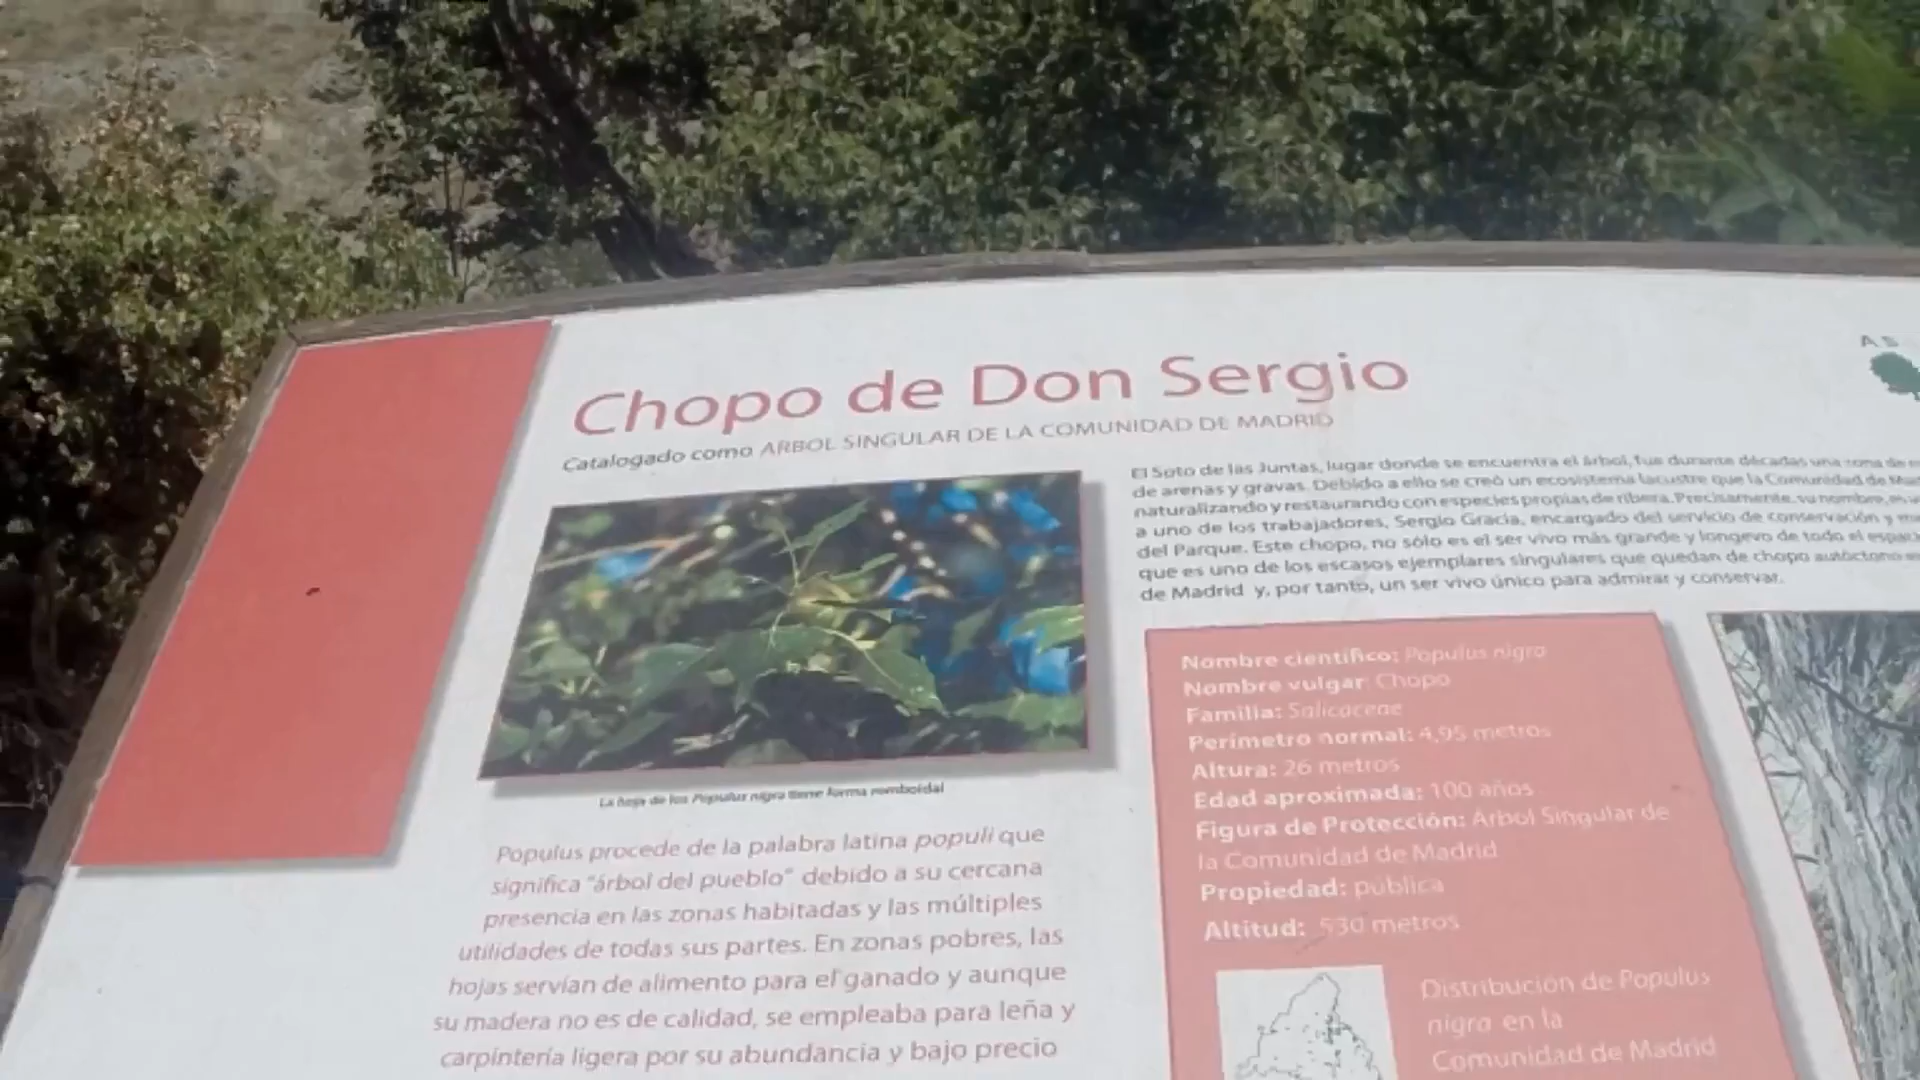 Chopo de Don Sergio
Catalogado como ARBOL SINGULAR DE LA COMUNIDAD DE MADRID
El Soto de las Juntas, lugar donde se encuentra el árbol, fue durante décadas una zona de
de arenas y gravas. Debido a ello se creó un ecosistema lacustre que la Comunidad de
naturalizando y restaurando con especies propias de ribera. Precisamente, su nombre,
a uno de los trabajadores, Sergio Gracia, encargado del servicio de conservación y
del Parque. Este chopo, no sólo es el ser vivo más grande y longevo de todo el
que es uno de los escasos ejemplares singulares que quedan de chopo autóctono
de Madrid y, por tanto, un ser vivo único para admirar y conservar.
La hoja de los Populus nigra tiene forma romboidal
Populus procede de la palabra latina populi que
significa "árbol del pueblo" debido a su cercana
presencia en las zonas habitadas y las múltiples
utilidades de todas sus partes. En zonas pobres, las
hojas servían de alimento para el ganado y aunque
su madera no es de calidad, se empleaba para leña y
carpintería ligera por su abundancia y bajo precio
Nombre científico: Populus nigra
Nombre vulgar: Chopo
Familia: Salicaceae
Perímetro normal: 4,95 metros
Altura: 26 metros
Edad aproximada: 100 años
Figura de Protección: Árbol Singular de
la Comunidad de Madrid
Propiedad: pública
Altitud: 530 metros
Distribución de Populus
nigra en la
Comunidad de Madrid